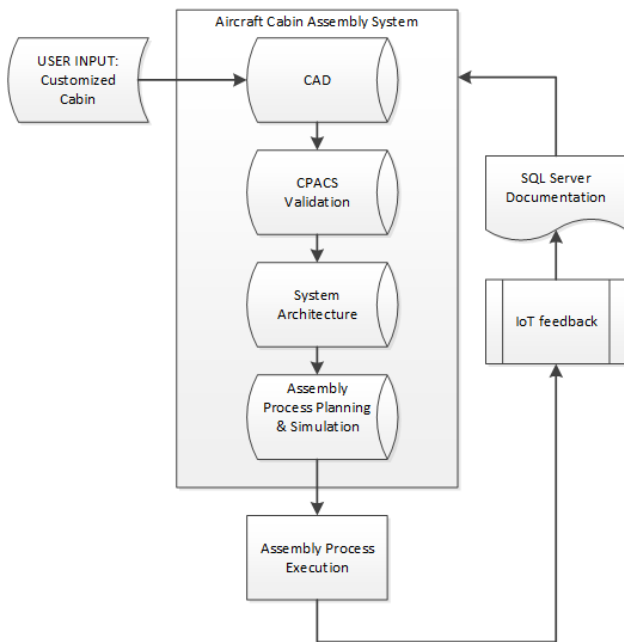 Aircraft Cabin Assembly System
USER INPUT:
Customized
Cabin
CAD
CPACS
Validation
System
Architecture
Assembly
Process Planning
& Simulation
Assembly Process
Execution
SQL Server
Documentation
IoT feedback